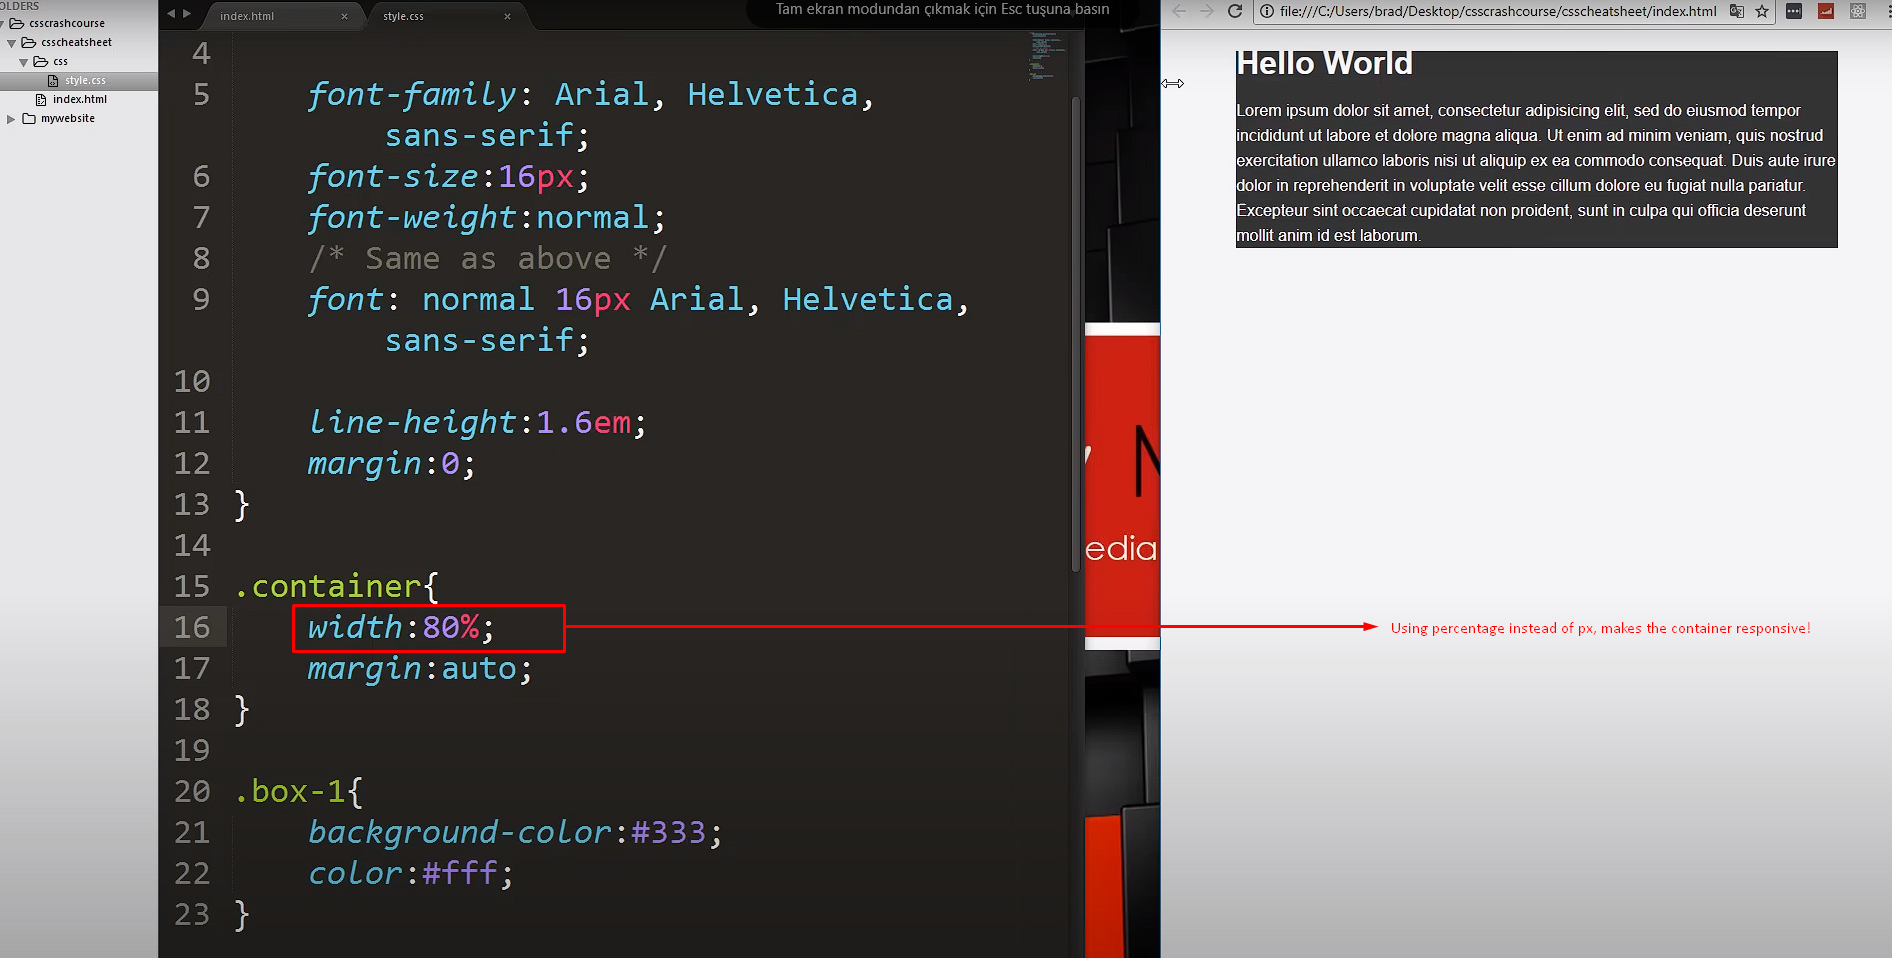 OLDERS
csscrashcourse
csscheatsheet
css
style.css
index.html
mywebsite
index.html × style.css ×
Tam ekran modundan çıkmak için Esc tuşuna basın
4
5 font-family: Arial, Helvetica,
sans-serif;
6 font-size:16px;
7 font-weight:normal;
8 /* Same as above */
9 font: normal 16px Arial, Helvetica,
sans-serif;
10
11 line-height:1.6em;
12 margin:0;
13 }
14
15 .container{
16 width:80%;
17 margin:auto;
18 }
19
20 .box-1{
21 background-color:#333;
22 color:#fff;
23 }
edia
file:///C:/Users/brad/Desktop/csscrashcourse/csscheatsheet/index.html
Hello World
Lorem ipsum dolor sit amet, consectetur adipisicing elit, sed do eiusmod tempor
incididunt ut labore et dolore magna aliqua. Ut enim ad minim veniam, quis nostrud
exercitation ullamco laboris nisi ut aliquip ex ea commodo consequat. Duis aute irure
dolor in reprehenderit in voluptate velit esse cillum dolore eu fugiat nulla pariatur.
Excepteur sint occaecat cupidatat non proident, sunt in culpa qui officia deserunt
mollit anim id est laborum.
Using percentage instead of px, makes the container responsive!